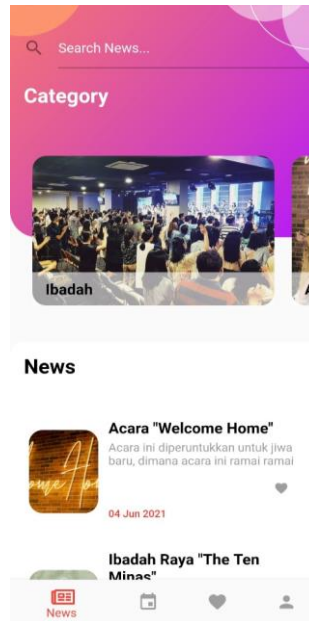 Search News...
Category
Ibadah
News
Acara "Welcome Home"
Acara ini diperuntukkan untuk jiwa
baru, dimana acara ini ramai ramai
04 Jun 2021
Ibadah Raya "The Ten
Minas"
News